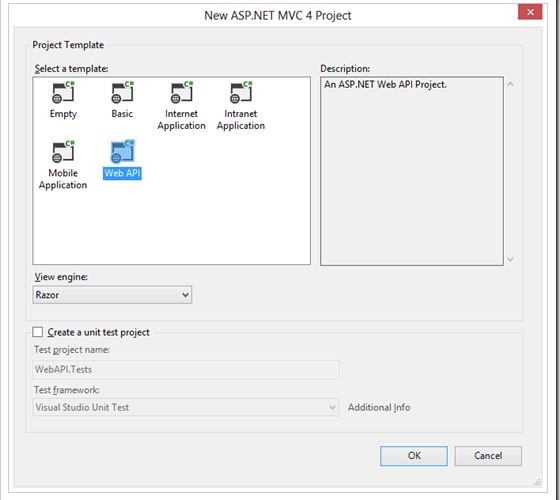 New ASP.NET MVC 4 Project
Project Template
Select a template:
Description:
C#
C#
C#
C#
An ASP.NET Web API Project.
Empty
Basic
Internet
Application
Intranet
Application
C#
C#
Mobile
Application
Web API
View engine:
Razor
Create a unit test project
Test project name:
WebAPI.Tests
Test framework:
Visual Studio Unit Test
Additional Info
OK
Cancel